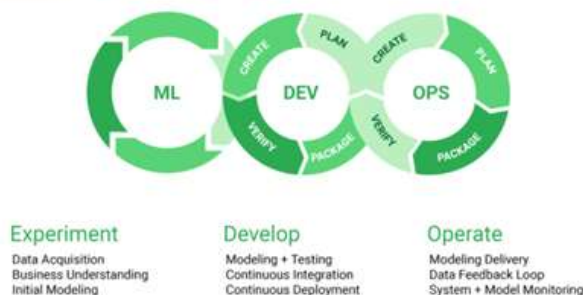 ML
DEV
OPS
CREATE
PLAN
VERIFY
PACKAGE
CREATE
PLAN
VERIFY
PACKAGE
Experiment
Data Acquisition
Business Understanding
Initial Modeling
Develop
Modeling + Testing
Continuous Integration
Continuous Deployment
Operate
Modeling Delivery
Data Feedback Loop
System + Model Monitoring